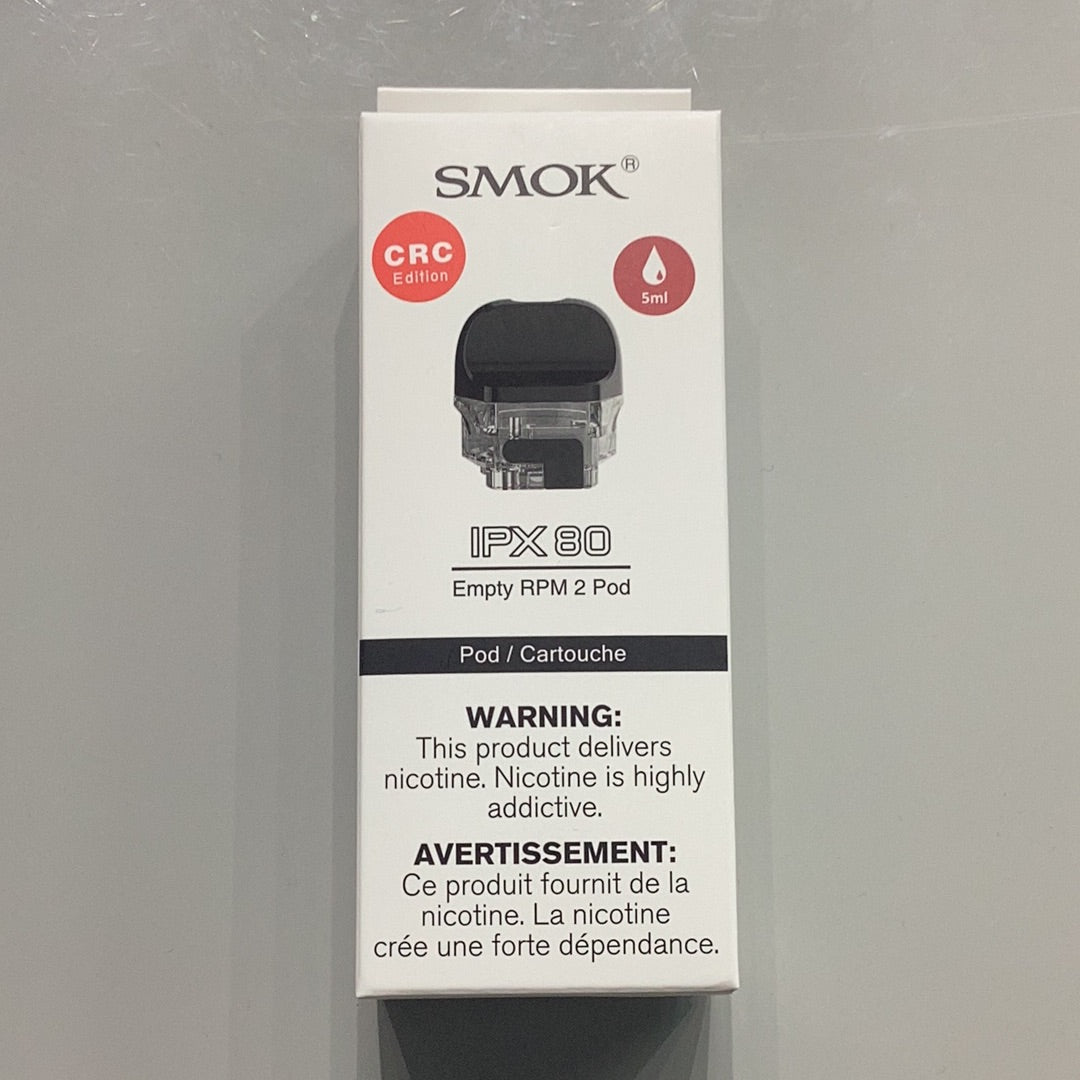 SMOK®
CRC
Edition
5ml
IPX 80
Empty RPM 2 Pod
Pod / Cartouche
WARNING:
This product delivers
nicotine. Nicotine is highly
addictive.
AVERTISSEMENT:
Ce produit fournit de la
nicotine. La nicotine
crée une forte dépendance.